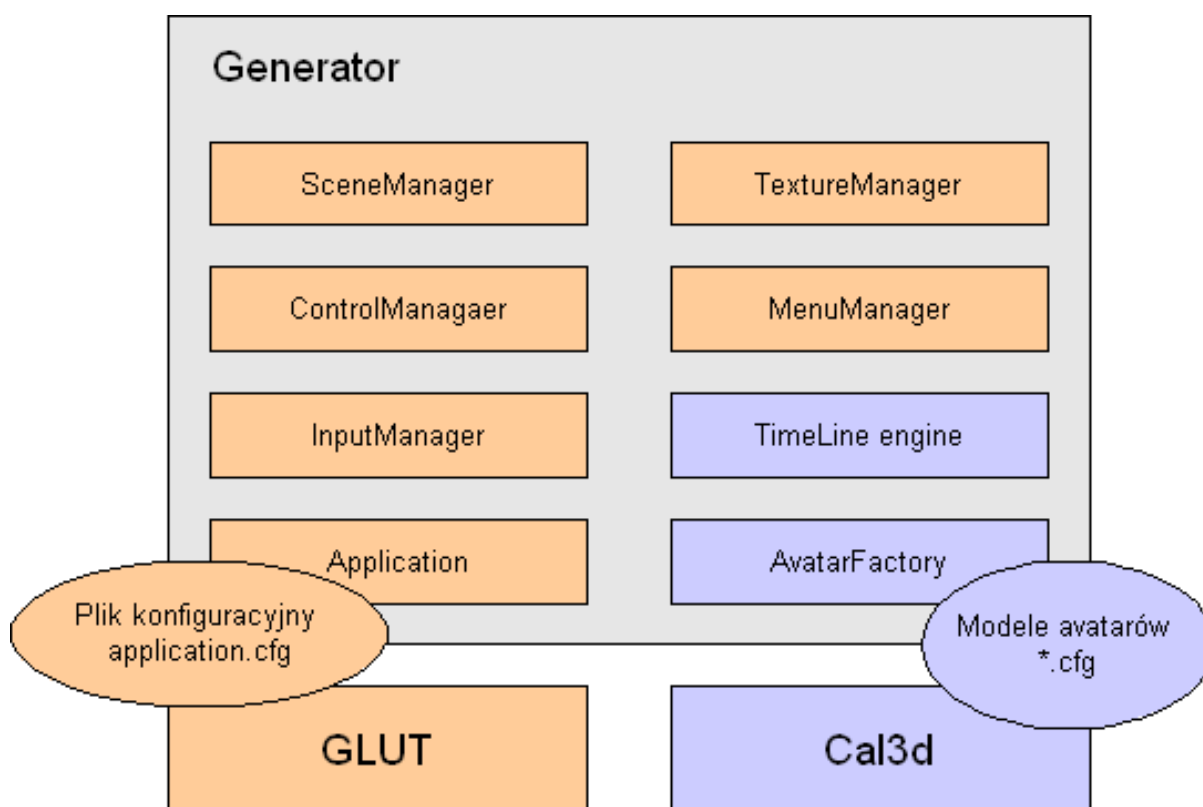 Generator
SceneManager
TextureManager
ControlManagaer
MenuManager
InputManager
TimeLine engine
Application
AvatarFactory
Plik konfiguracyjny
application.cfg
Modele avatarów
*.cfg
GLUT
Cal3d